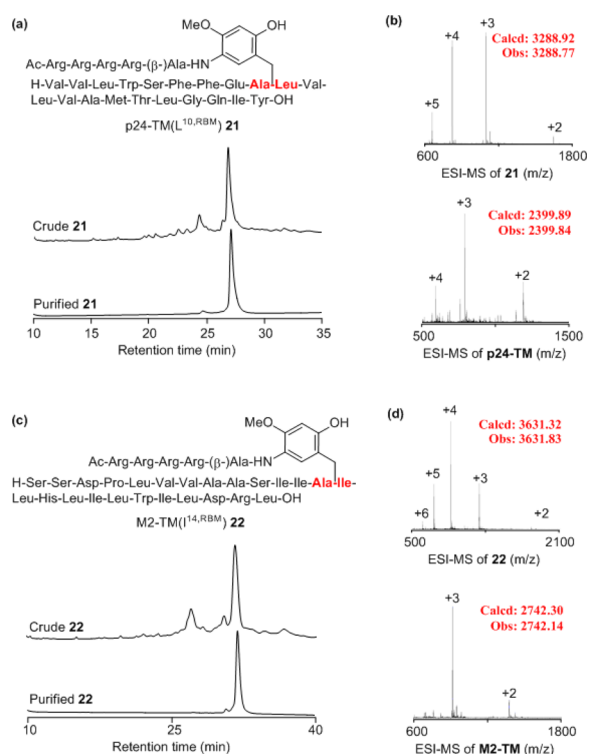 (a)
MeO
OH
Ac-Arg-Arg-Arg-Arg-(β-)Ala-HN
H-Val-Val-Leu-Trp-Ser-Phe-Phe-Glu-Ala-Leu-Val-
Leu-Val-Ala-Met-Thr-Leu-Gly-Gln-Ile-Tyr-OH
p24-TM(L10,RBM) 21
Crude 21
Purified 21
10 15 20 25 30 35
Retention time (min)
(b)
+3
+4
Calcd: 3288.92
Obs: 3288.77
+5
+2
600 1800
ESI-MS of 21 (m/z)
+3
Calcd: 2399.89
Obs: 2399.84
+4
+2
500 1500
ESI-MS of p24-TM (m/z)
(c)
MeO
OH
Ac-Arg-Arg-Arg-Arg-(β-)Ala-HN
H-Ser-Ser-Asp-Pro-Leu-Val-Val-Ala-Ala-Ser-Ile-Ile-Ala-Ile-
Leu-His-Leu-Ile-Leu-Trp-Ile-Leu-Asp-Arg-Leu-OH
M2-TM(I14,RBM) 22
Crude 22
Purified 22
10 25 40
Retention time (min)
(d)
+4
Calcd: 3631.32
Obs: 3631.83
+5
+3
+6
+2
500 2100
ESI-MS of 22 (m/z)
+3
Calcd: 2742.30
Obs: 2742.14
+2
600 1800
ESI-MS of M2-TM (m/z)